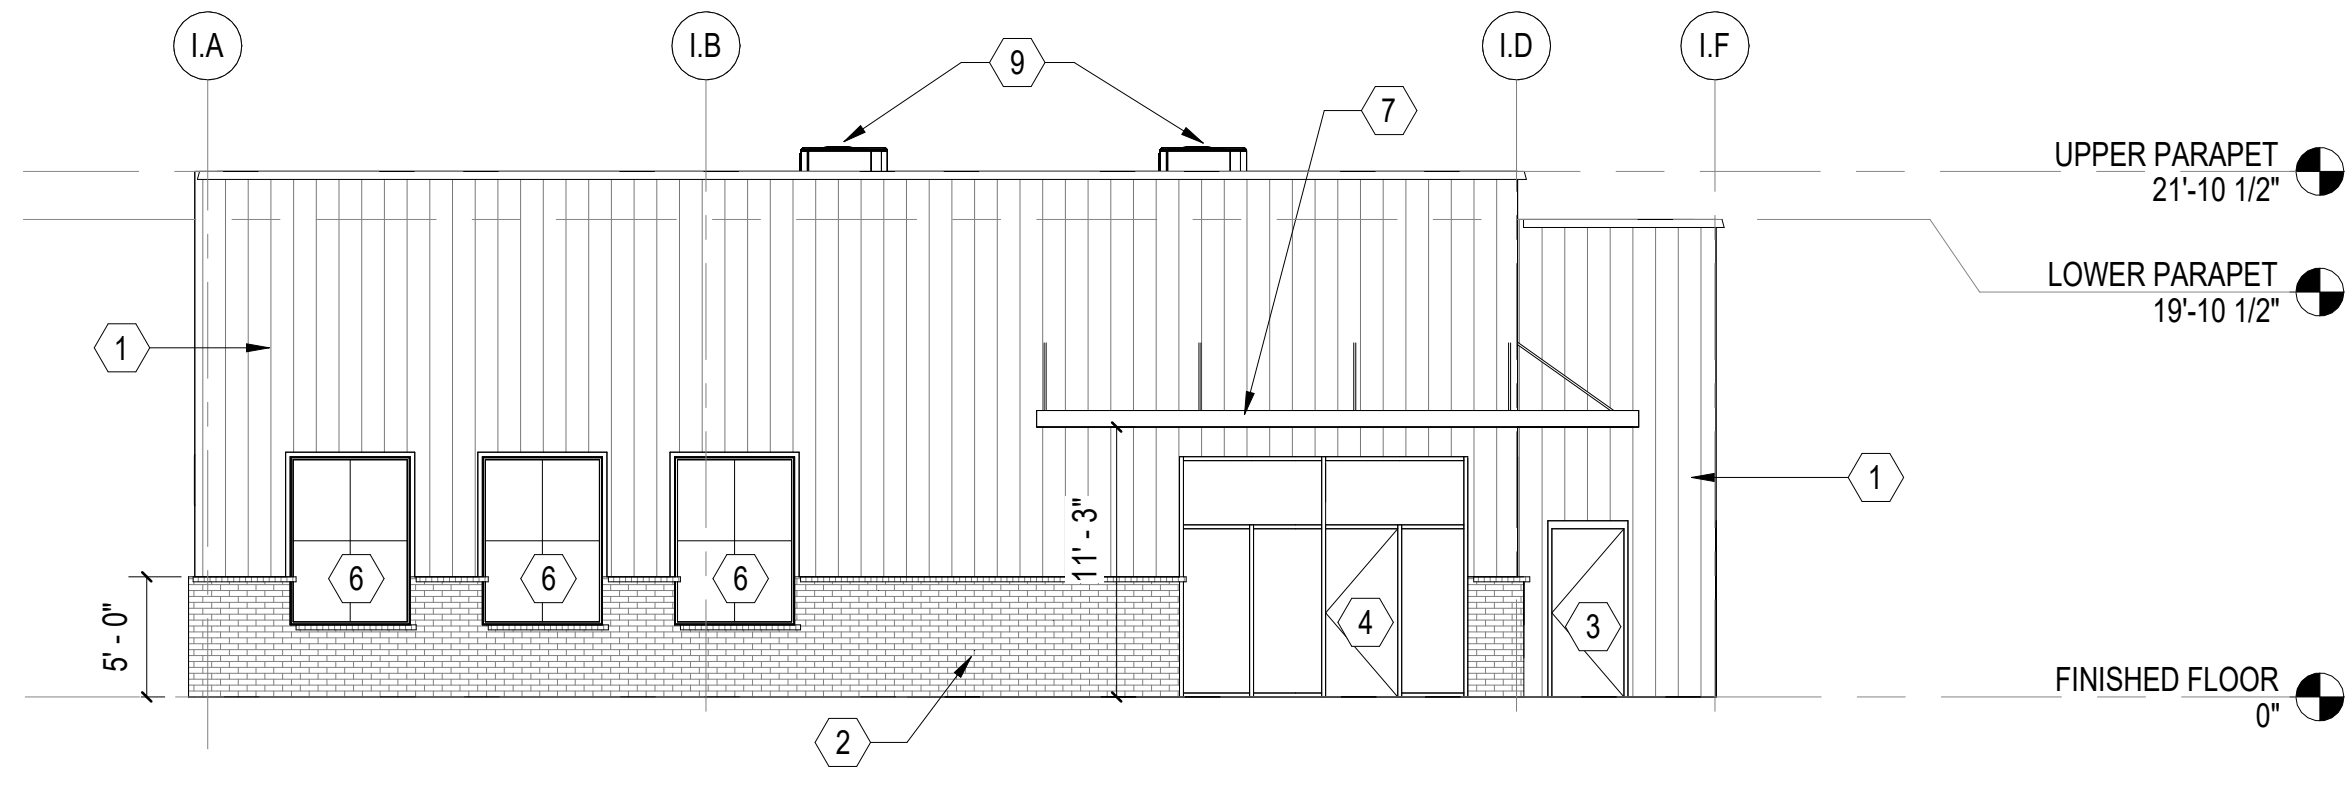 I.A
I.B
9
I.D
I.F
7
UPPER PARAPET
21'-10 1/2"
LOWER PARAPET
19'-10 1/2"
1
1
11' - 3"
6
6
6
5' - 0"
4
3
2
FINISHED FLOOR
0"